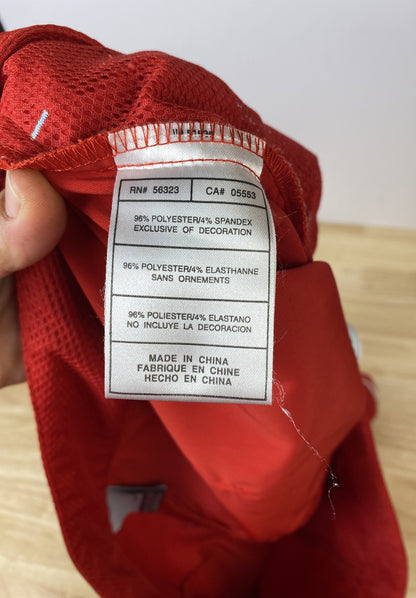 RN# 56323 CA# 05553
96% POLYESTER/4% SPANDEX
EXCLUSIVE OF DECORATION
96% POLYESTER/4% ELASTHANNE
SANS ORNEMENTS
96% POLYESTER/4% ELASTANO
NO INCLUYE LA DECORACION
MADE IN CHINA
FABRIQUE EN CHINE
HECHO EN CHINA